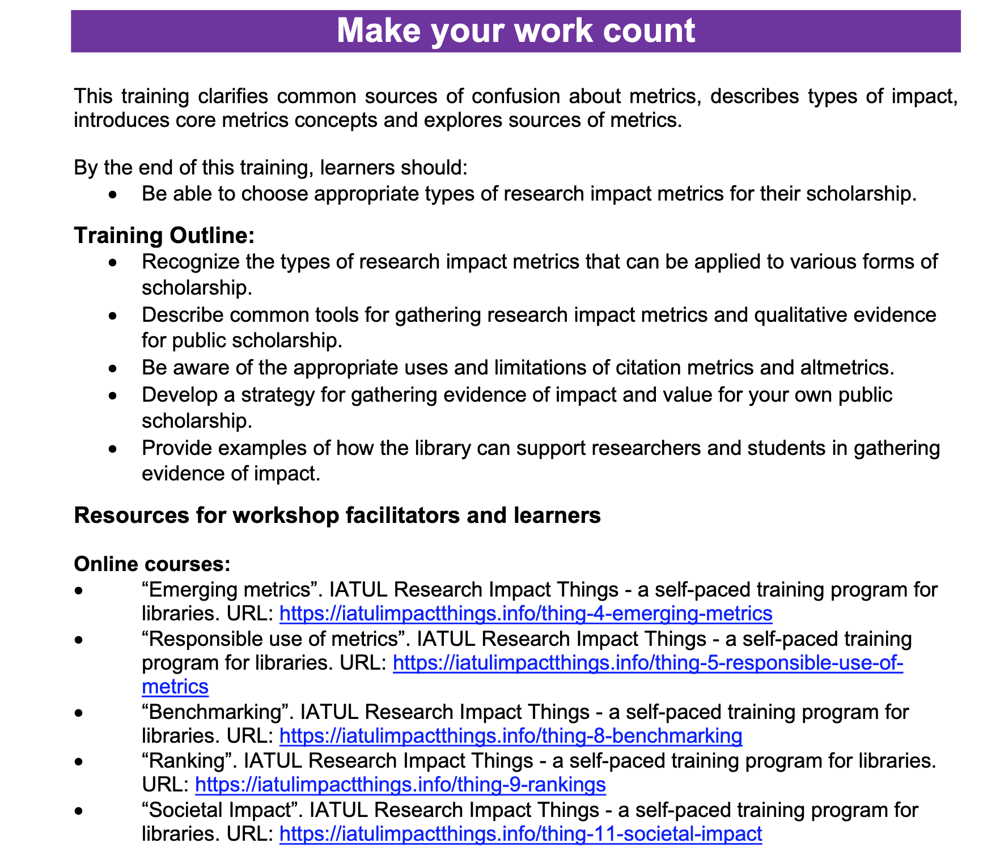 Make your work count
This training clarifies common sources of confusion about metrics, describes types of impact,
introduces core metrics concepts and explores sources of metrics.
By the end of this training, learners should:
• Be able to choose appropriate types of research impact metrics for their scholarship.
Training Outline:
• Recognize the types of research impact metrics that can be applied to various forms of
scholarship.
• Describe common tools for gathering research impact metrics and qualitative evidence
for public scholarship.
• Be aware of the appropriate uses and limitations of citation metrics and altmetrics.
• Develop a strategy for gathering evidence of impact and value for your own public
scholarship.
• Provide examples of how the library can support researchers and students in gathering
evidence of impact.
Resources for workshop facilitators and learners
Online courses:
• “Emerging metrics”. IATUL Research Impact Things - a self-paced training program for
libraries. URL: https://iatulimpactthings.info/thing-4-emerging-metrics
• “Responsible use of metrics”. IATUL Research Impact Things - a self-paced training
program for libraries. URL: https://iatulimpactthings.info/thing-5-responsible-use-of-
metrics
• “Benchmarking”. IATUL Research Impact Things - a self-paced training program for
libraries. URL: https://iatulimpactthings.info/thing-8-benchmarking
• “Ranking”. IATUL Research Impact Things - a self-paced training program for libraries.
URL: https://iatulimpactthings.info/thing-9-rankings
• “Societal Impact”. IATUL Research Impact Things - a self-paced training program for
libraries. URL: https://iatulimpactthings.info/thing-11-societal-impact